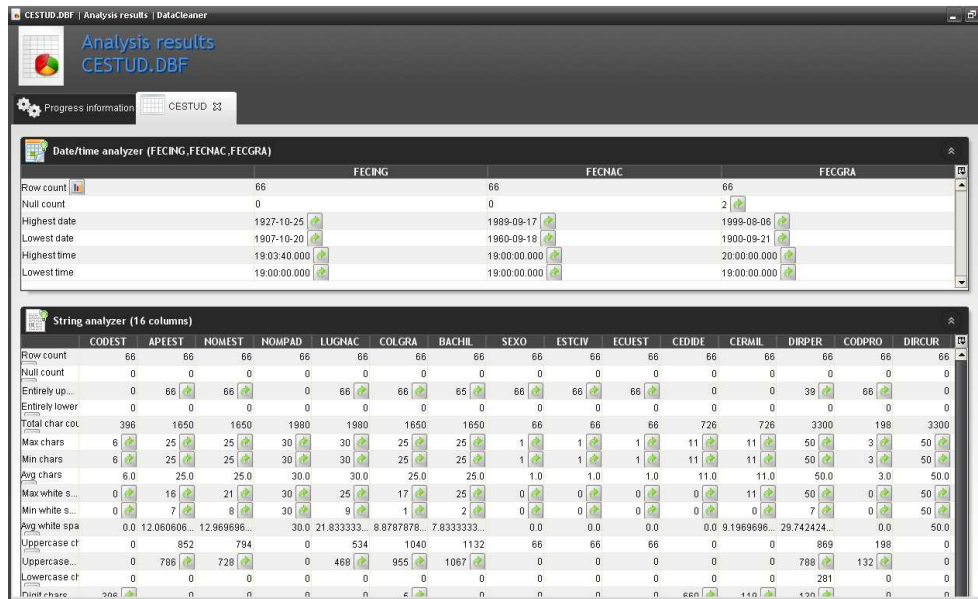 CESTUD.DBF | Analysis results | DataCleaner
Analysis results
CESTUD.DBF
Progress information CESTUD
Date/time analyzer (FECING,FECNAC,FECGRA)
FECING FECNAC FECGRA
Row count 66 66 66
Null count 0 0 2
Highest date 1927-10-25 1989-09-17 1999-08-06
Lowest date 1907-10-20 1960-09-18 1900-09-21
Highest time 19:03:40.000 19:00:00.000 20:00:00.000
Lowest time 19:00:00.000 19:00:00.000 19:00:00.000
String analyzer (16 columns)
CODEST APEEST NOMEST NOMPAD LUGNAC COLGRA BACHIL SEXO ESTCIV ECUEST CEDIDE CERMIL DIRPER CODPRO DIRCUR
Row count 66 66 66 66 66 66 66 66 66 66 66 66 66 66 66
Null count 0 0 0 0 0 0 0 0 0 0 0 0 0 0 0
Entirely up... 0 66 66 0 66 66 65 66 66 66 0 0 39 66 0
Entirely lower 0 0 0 0 0 0 0 0 0 0 0 0 0 0 0
Total char cou 396 1650 1650 1980 1980 1650 1650 66 66 66 726 726 3300 198 3300
Max chars 6 25 25 30 30 25 25 1 1 1 11 11 50 3 50
Min chars 6 25 25 30 30 25 25 1 1 1 11 11 50 3 50
Avg chars 6.0 25.0 25.0 30.0 30.0 25.0 25.0 1.0 1.0 1.0 11.0 11.0 50.0 3.0 50.0
Max white s... 0 16 21 30 25 17 25 0 0 0 0 11 50 0 50
Min white s... 0 7 8 30 9 1 2 0 0 0 0 0 7 0 50
Avg white spa 0.0 12.060606... 12.969696... 30.0 21.833333... 8.8787878... 7.8333333... 0.0 0.0 0.0 0.0 9.1969696... 29.742424... 0.0 50.0
Uppercase ch 0 852 794 0 534 1040 1132 66 66 66 0 0 869 198 0
Uppercase... 0 786 728 0 468 955 1067 0 0 0 0 0 788 132 0
Lowercase ch 0 0 0 0 0 0 0 0 0 0 0 0 281 0 0
Digit chars 396 0 0 0 0 6 0 0 0 0 660 110 120 0 0